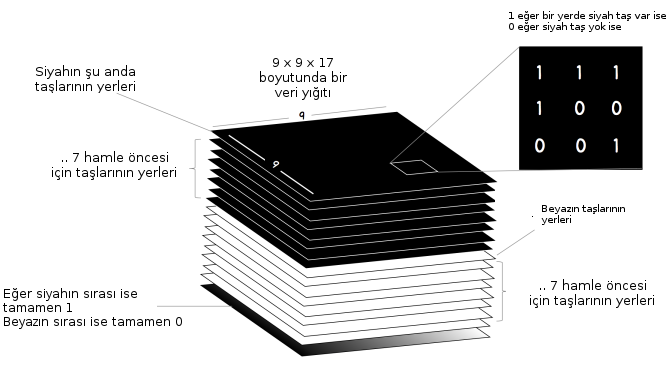 1 eğer bir yerde siyah taş var ise
0 eğer siyah taş yok ise
9 x 9 x 17
boyutunda bir
veri yığıtı
Siyahın şu anda
taşlarının yerleri
1 1 1
1 0 0
0 0 1
9
9
.. 7 hamle öncesi
için taşlarının yerleri
. Beyazın taşlarının
yerleri
.. 7 hamle öncesi
için taşlarının yerleri
Eğer siyahın sırası ise
tamamen 1
Beyazın sırası ise tamamen 0